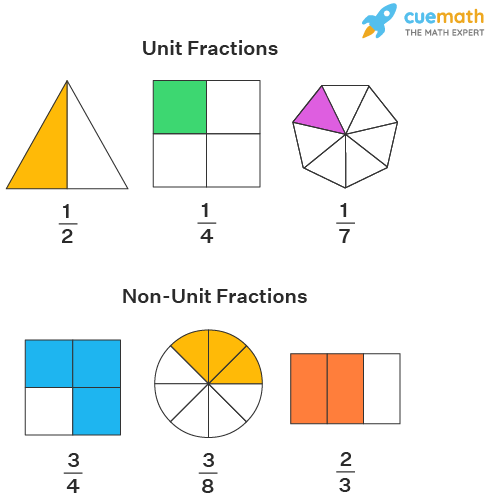 cuemath
THE MATH EXPERT
Unit Fractions
1/2 1/4 1/7
Non-Unit Fractions
3/4 3/8 2/3